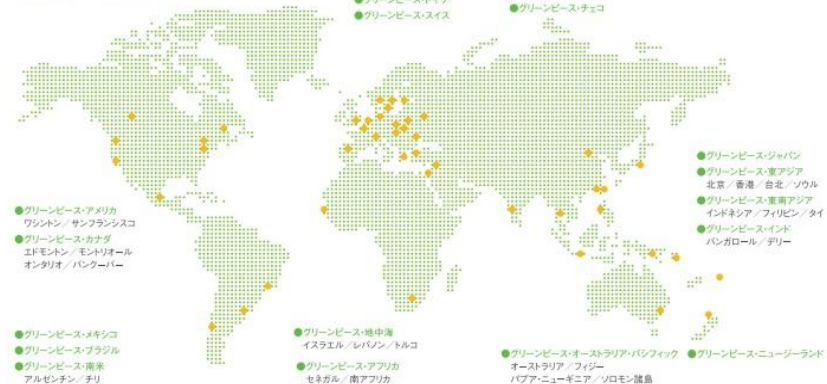 ●グリーンピース・スイス
●グリーンピース・チェコ
●グリーンピース・ジャパン
●グリーンピース・東アジア
北京／香港／台北／ソウル
●グリーンピース・東南アジア
インドネシア／フィリピン／タイ
●グリーンピース・インド
バンガロール／デリー
●グリーンピース・アメリカ
ワシントン／サンフランシスコ
●グリーンピース・カナダ
エドモントン／モントリオール
オンタリオ／バンクーバー
●グリーンピース・メキシコ
●グリーンピース・ブラジル
●グリーンピース・南米
アルゼンチン／チリ
●グリーンピース・地中海
イスラエル／レバノン／トルコ
●グリーンピース・アフリカ
セネガル／南アフリカ
●グリーンピース・オーストラリア・パシフィック
オーストラリア／フィジー
パプア・ニューギニア／ソロモン諸島
●グリーンピース・ニュージーランド